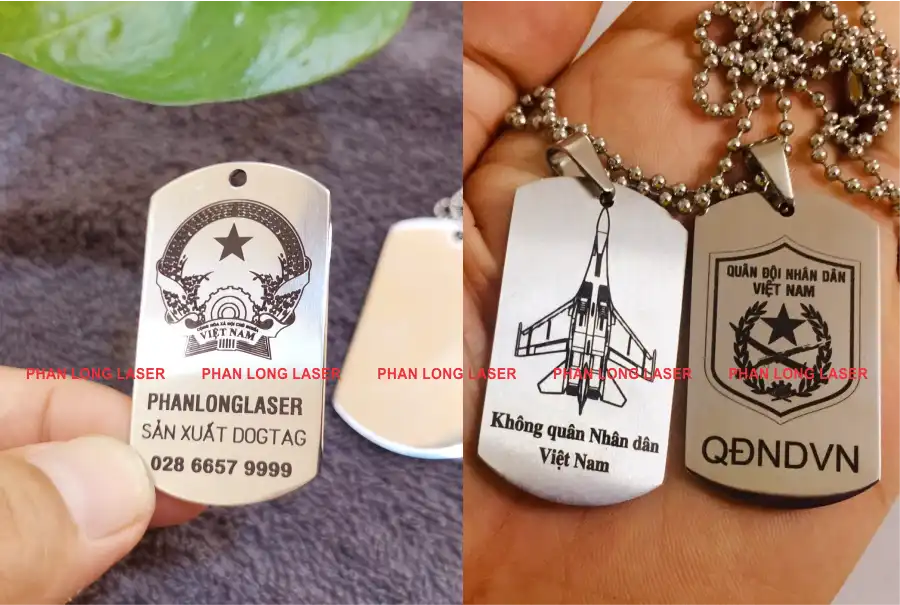 CỘNG HÒA XÃ HỘI CHỦ NGHĨA
VIỆT NAM
PHANLONGLASER
SẢN XUẤT DOGTAG
028 6657 9999
Không quân Nhân dân
Việt Nam
QUÂN ĐỘI NHÂN DÂN
VIỆT NAM
QĐNDVN
PHAN LONG LASER PHAN LONG LASER PHAN LONG LASER PHAN LONG LASER PHAN LONG LASER